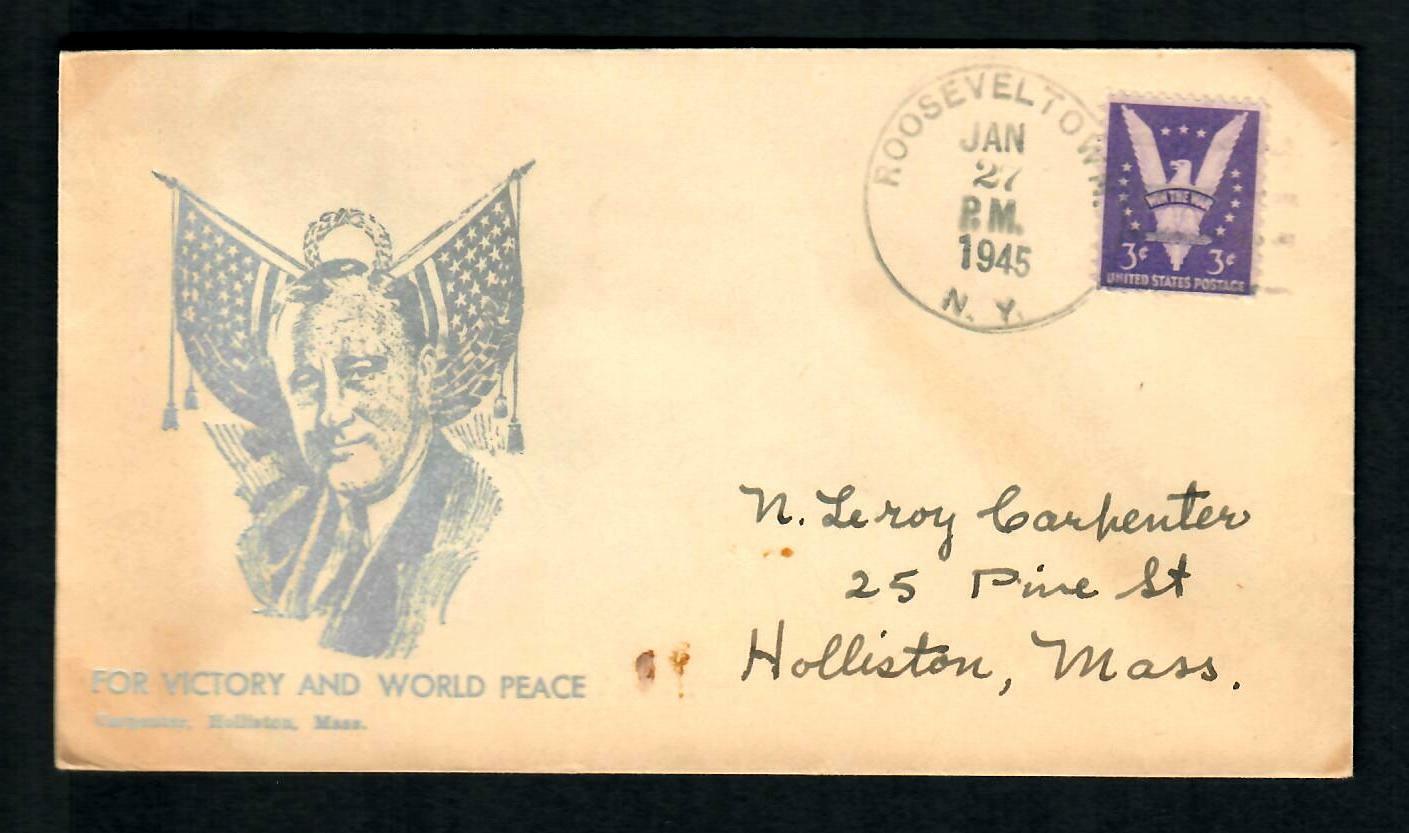 ROOSEVELTOWN.
JAN
27
P.M.
1945
N. Y.
WIN THE WAR
3¢ 3¢
UNITED STATES POSTAGE
N. Leroy Carpenter
25 Pine St
Holliston, Mass.
FOR VICTORY AND WORLD PEACE
Carpenter, Holliston, Mass.